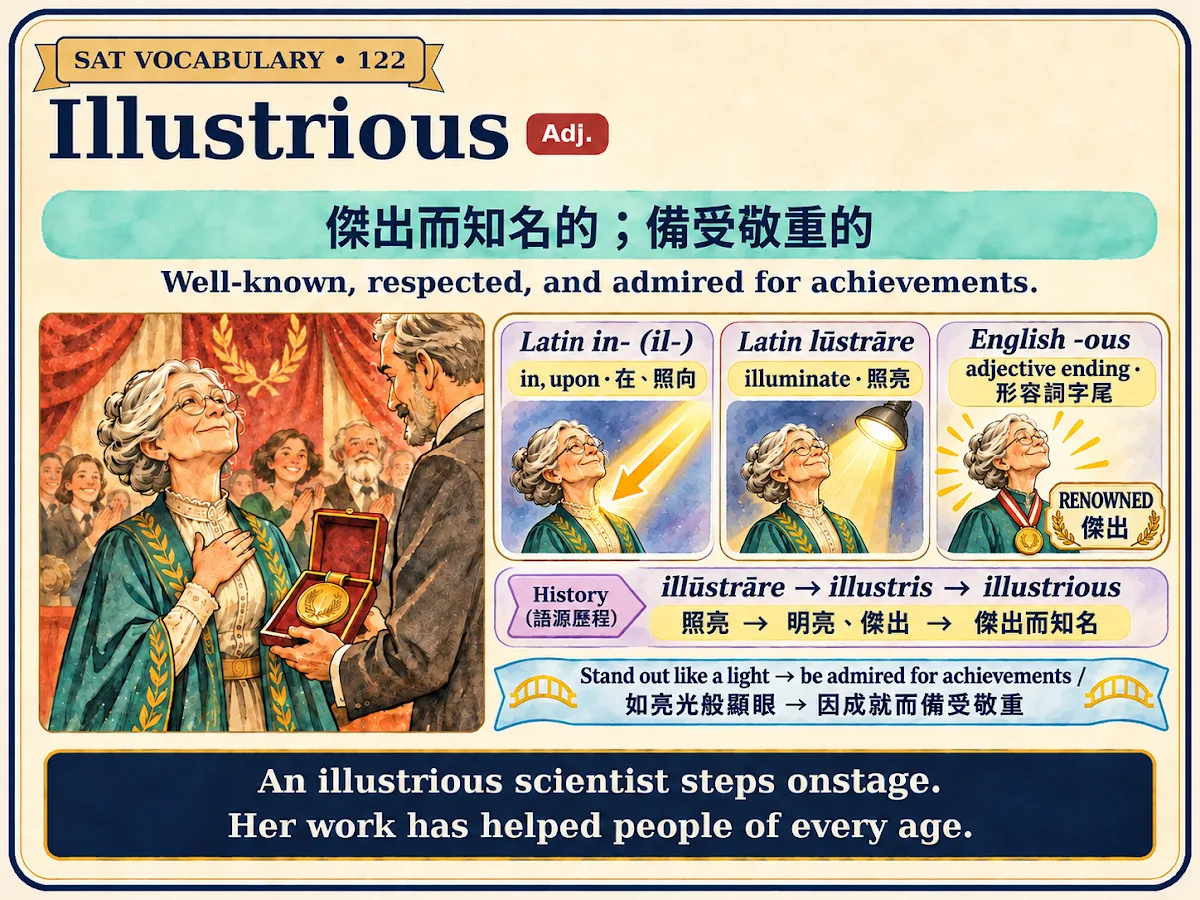 SAT VOCABULARY • 122
Illustrious
Adj.
傑出而知名的；備受敬重的
Well-known, respected, and admired for achievements.
Latin in- (il-)
in, upon · 在、照向
Latin lūstrāre
illuminate · 照亮
English -ous
adjective ending ·
形容詞字尾
RENOWNED
傑出
History
(語源歷程)
illūstrāre → illustris → illustrious
照亮 → 明亮、傑出 → 傑出而知名
Stand out like a light → be admired for achievements /
如亮光般顯眼 → 因成就而備受敬重
An illustrious scientist steps onstage.
Her work has helped people of every age.